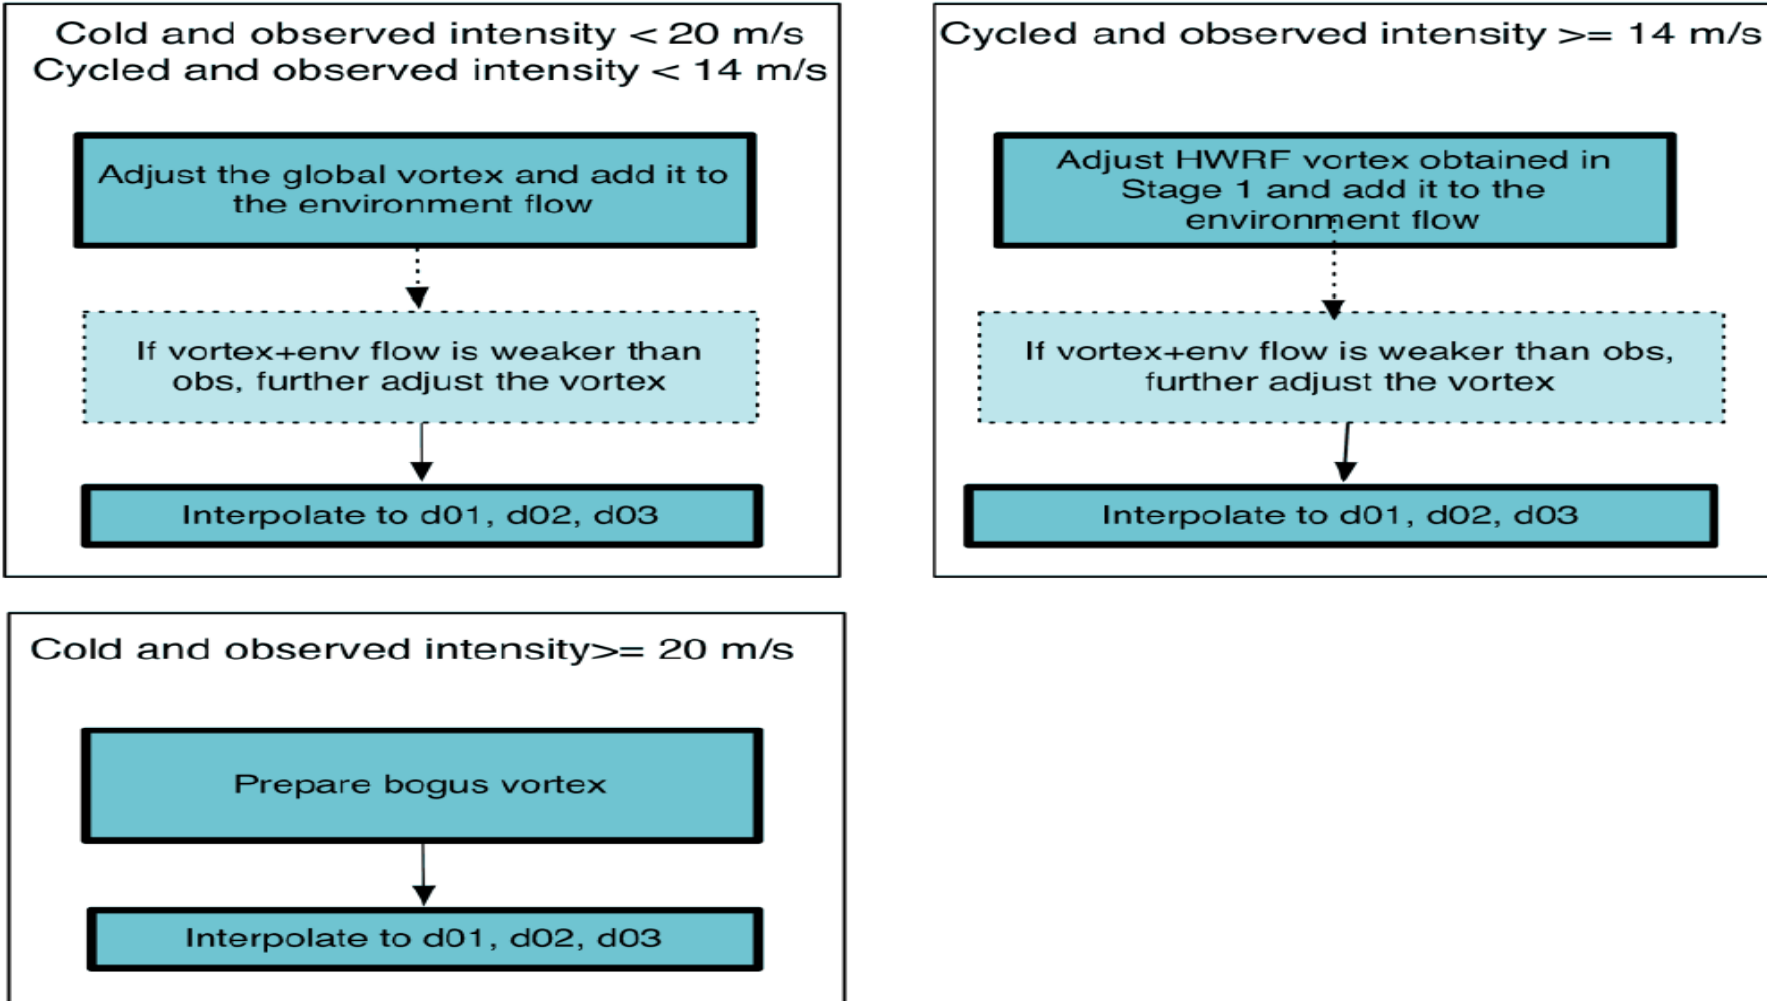 Cold and observed intensity < 20 m/s
Cycled and observed intensity < 14 m/s
Adjust the global vortex and add it to
the environment flow
If vortex+env flow is weaker than
obs, further adjust the vortex
Interpolate to d01, d02, d03
Cycled and observed intensity >= 14 m/s
Adjust HWRF vortex obtained in
Stage 1 and add it to the
environment flow
If vortex+env flow is weaker than obs,
further adjust the vortex
Interpolate to d01, d02, d03
Cold and observed intensity>= 20 m/s
Prepare bogus vortex
Interpolate to d01, d02, d03